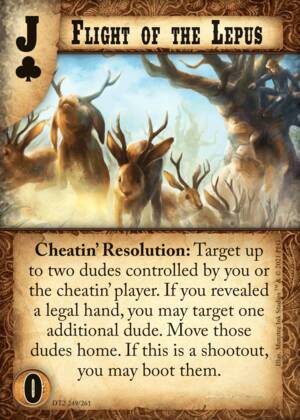 J
FLIGHT OF THE LEPUS
Cheatin' Resolution: Target up
to two dudes controlled by you or
the cheatin' player. If you revealed
a legal hand, you may target one
additional dude. Move those
dudes home. If this is a shootout,
you may boot them.
0
DT2 249/261